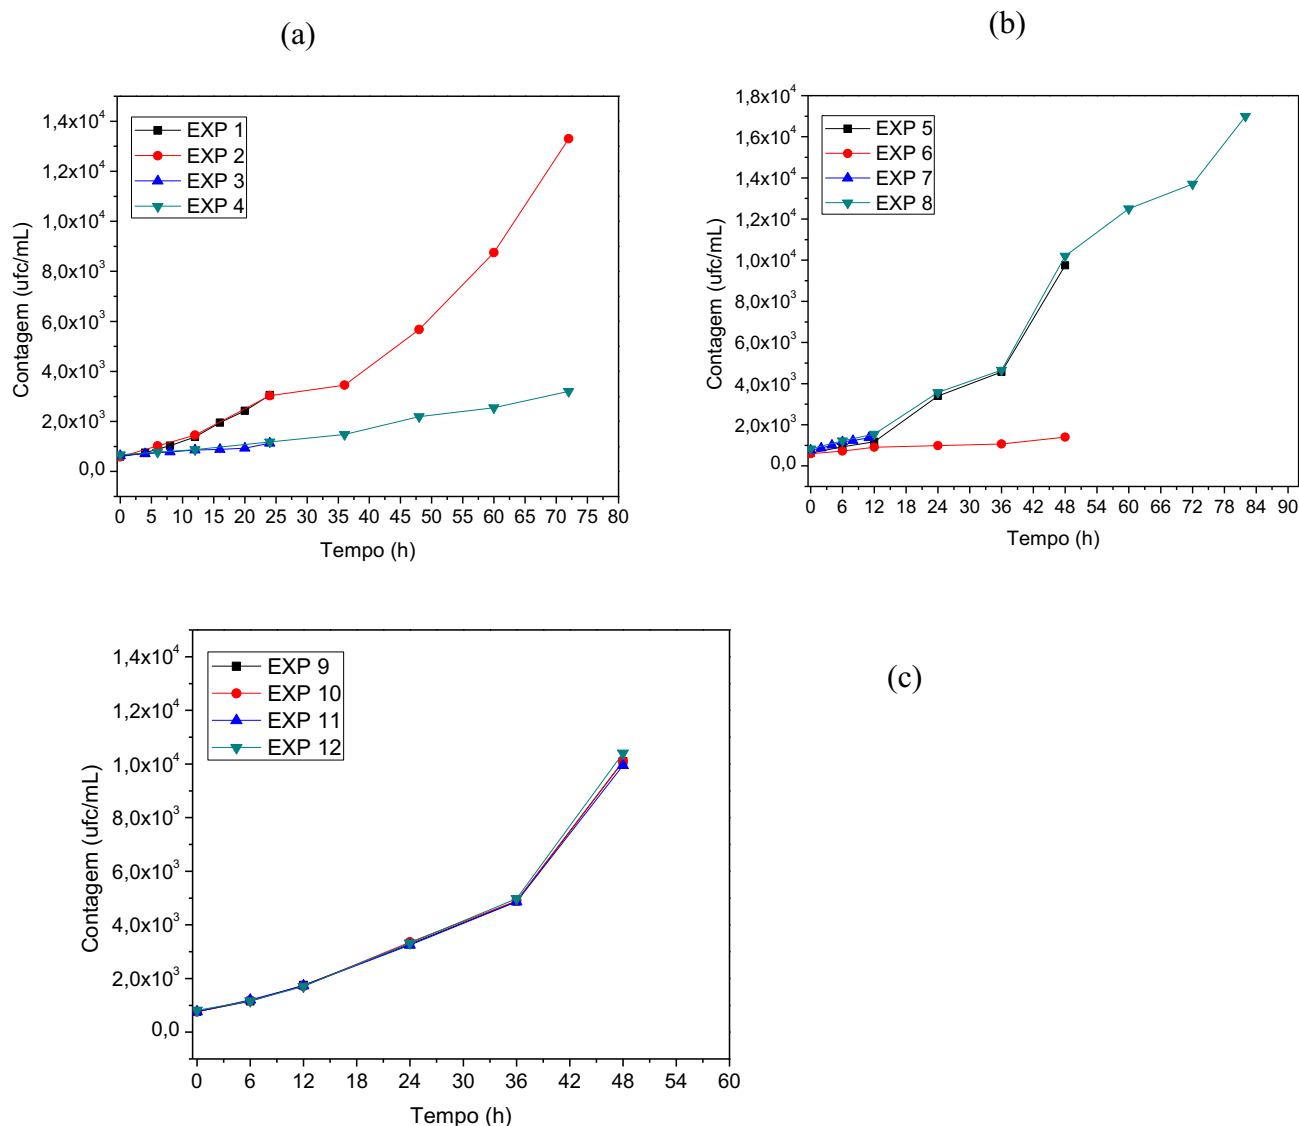 (a)
(b)
1,4x10⁴
1,2x10⁴
1,0x10⁴
8,0x10³
6,0x10³
4,0x10³
2,0x10³
0,0
Contagem (ufc/mL)
EXP 1
EXP 2
EXP 3
EXP 4
0 5 10 15 20 25 30 35 40 45 50 55 60 65 70 75 80
Tempo (h)
1,8x10⁴
1,6x10⁴
1,4x10⁴
1,2x10⁴
1,0x10⁴
8,0x10³
6,0x10³
4,0x10³
2,0x10³
0,0
Contagem (ufc/mL)
EXP 5
EXP 6
EXP 7
EXP 8
0 6 12 18 24 30 36 42 48 54 60 66 72 78 84 90
Tempo (h)
(c)
1,4x10⁴
1,2x10⁴
1,0x10⁴
8,0x10³
6,0x10³
4,0x10³
2,0x10³
0,0
Contagem (ufc/mL)
EXP 9
EXP 10
EXP 11
EXP 12
0 6 12 18 24 30 36 42 48 54 60
Tempo (h)